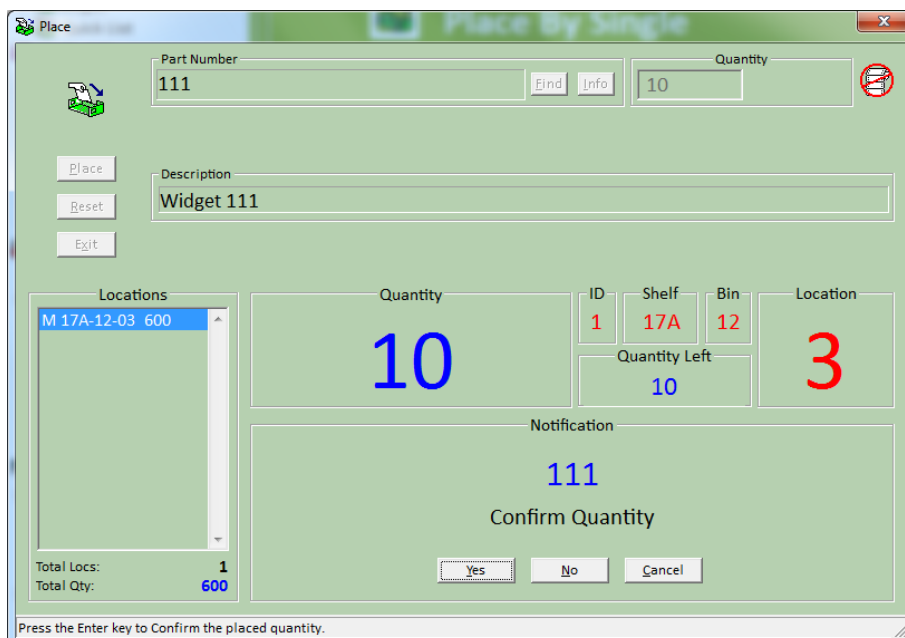 Place By Single
Place
Part Number
111
Find
Info
Quantity
10
Place
Reset
Exit
Description
Widget 111
Locations
M 17A-12-03 600
Total Locs: 1
Total Qty: 600
Quantity
10
ID
1
Shelf
17A
Bin
12
Quantity Left
10
Location
3
Notification
111
Confirm Quantity
Yes
No
Cancel
Press the Enter key to Confirm the placed quantity.